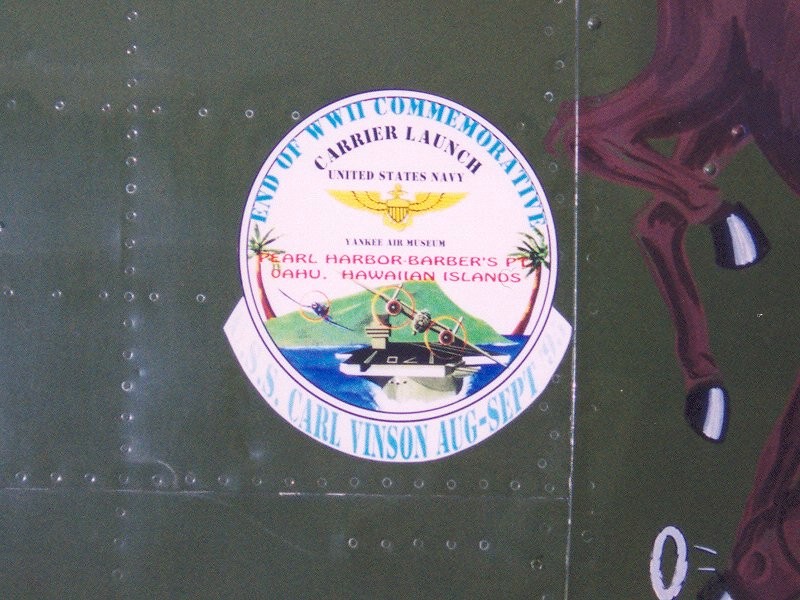 END OF WWII COMMEMORATIVE
CARRIER LAUNCH
UNITED STATES NAVY
YANKEE AIR MUSEUM
PEARL HARBOR-BARBER'S PT.
OAHU, HAWAIIAN ISLANDS
S.S. CARL VINSON AUG-SEPT